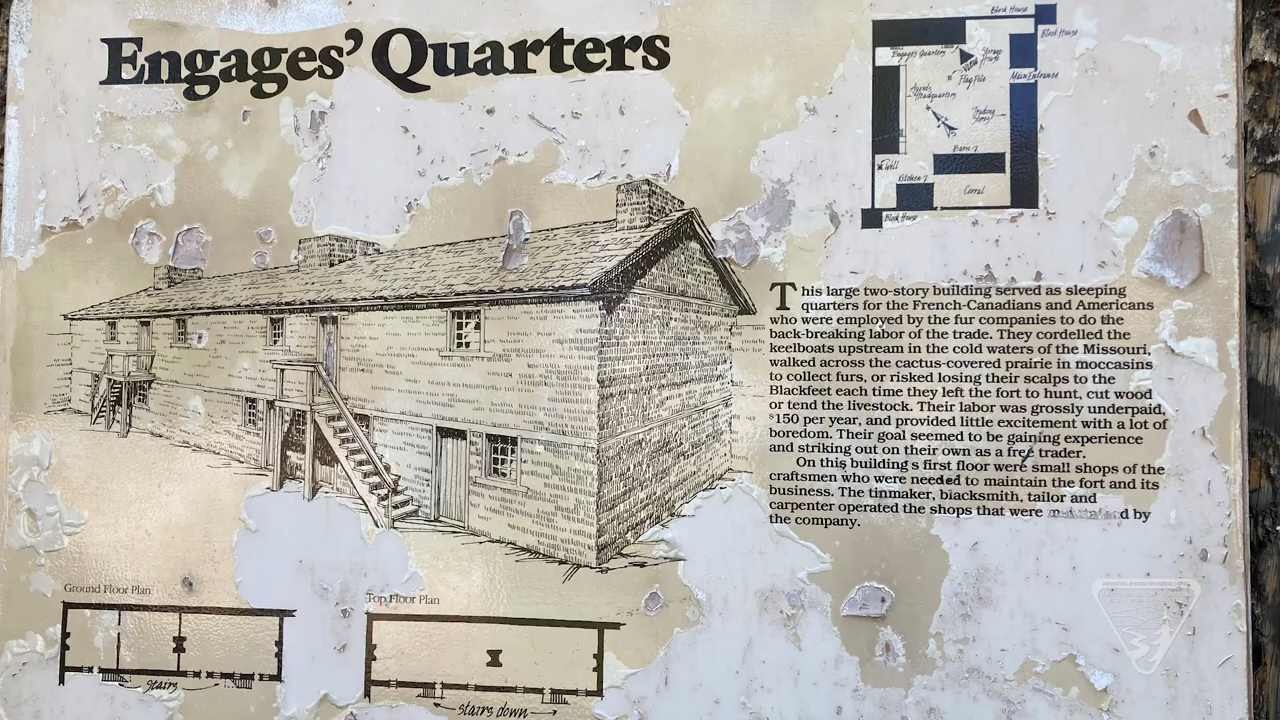 Engages' Quarters
Block House
Block House
Engages Quarters
Storage House
VIEW
Flag Pole
Main Entrance
Agents Headquarters
Trading Stores
Barn ?
Well
Kitchen ?
Corral
Block House
This large two-story building served as sleeping
quarters for the French-Canadians and Americans
who were employed by the fur companies to do the
back-breaking labor of the trade. They cordelled the
keelboats upstream in the cold waters of the Missouri,
walked across the cactus-covered prairie in moccasins
to collect furs, or risked losing their scalps to the
Blackfeet each time they left the fort to hunt, cut wood
or tend the livestock. Their labor was grossly underpaid,
$150 per year, and provided little excitement with a lot of
boredom. Their goal seemed to be gaining experience
and striking out on their own as a free trader.
On this building s first floor were small shops of the
craftsmen who were needed to maintain the fort and its
business. The tinmaker, blacksmith, tailor and
carpenter operated the shops that were maintained by
the company.
Ground Floor Plan
stairs
Top Floor Plan
stairs down